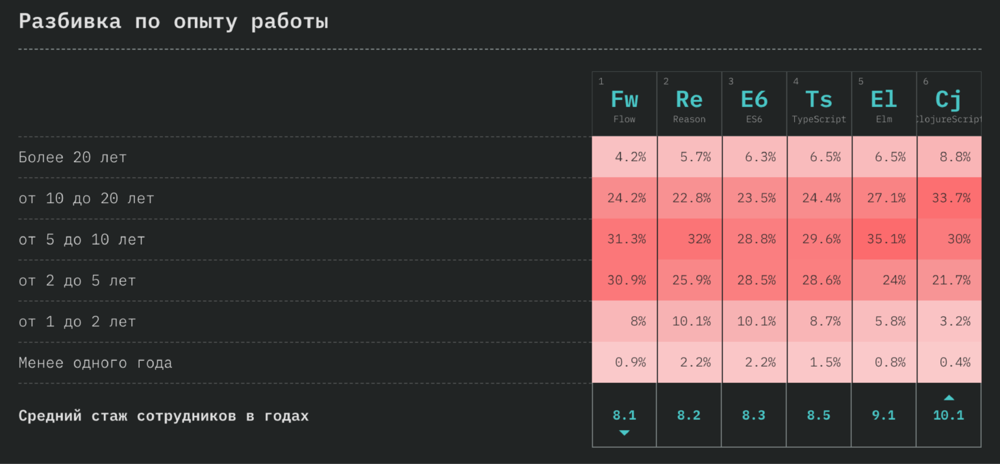 Разбивка по опыту работы
1 2 3 4 5 6
Fw Re E6 Ts El Cj
Flow Reason ES6 TypeScript Elm ClojureScript
Более 20 лет 4.2% 5.7% 6.3% 6.5% 6.5% 8.8%
от 10 до 20 лет 24.2% 22.8% 23.5% 24.4% 27.1% 33.7%
от 5 до 10 лет 31.3% 32% 28.8% 29.6% 35.1% 30%
от 2 до 5 лет 30.9% 25.9% 28.5% 28.6% 24% 21.7%
от 1 до 2 лет 8% 10.1% 10.1% 8.7% 5.8% 3.2%
Менее одного года 0.9% 2.2% 2.2% 1.5% 0.8% 0.4%
Средний стаж сотрудников в годах 8.1 8.2 8.3 8.5 9.1 10.1